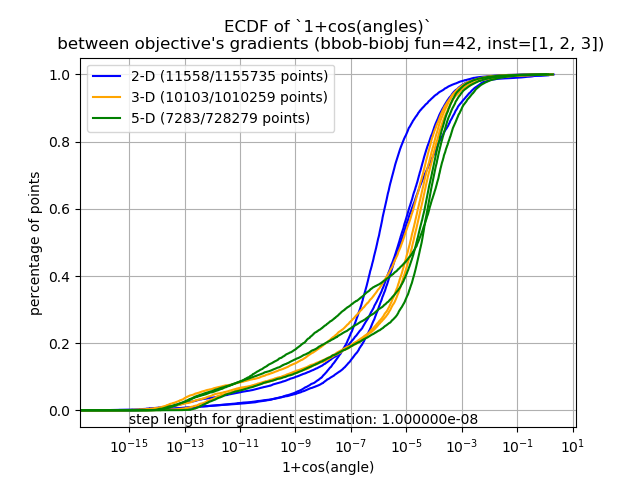 ECDF of `1+cos(angles)`
between objective's gradients (bbob-biobj fun=42, inst=[1, 2, 3])
2-D (11558/1155735 points)
3-D (10103/1010259 points)
5-D (7283/728279 points)
percentage of points
1.0
0.8
0.6
0.4
0.2
0.0
step length for gradient estimation: 1.000000e-08
10⁻¹⁵ 10⁻¹³ 10⁻¹¹ 10⁻⁹ 10⁻⁷ 10⁻⁵ 10⁻³ 10⁻¹ 10¹
1+cos(angle)